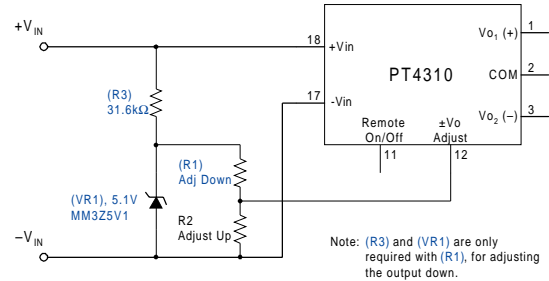 +VIN
18
+Vin
Vo1 (+)
1
PT4310
COM
2
(R3)
31.6kΩ
17
-Vin
Vo2 (–)
3
Remote
On/Off
±Vo
Adjust
11
12
(R1)
Adj Down
(VR1), 5.1V
MM3Z5V1
R2
Adjust Up
–VIN
Note: (R3) and (VR1) are only
required with (R1), for adjusting
the output down.